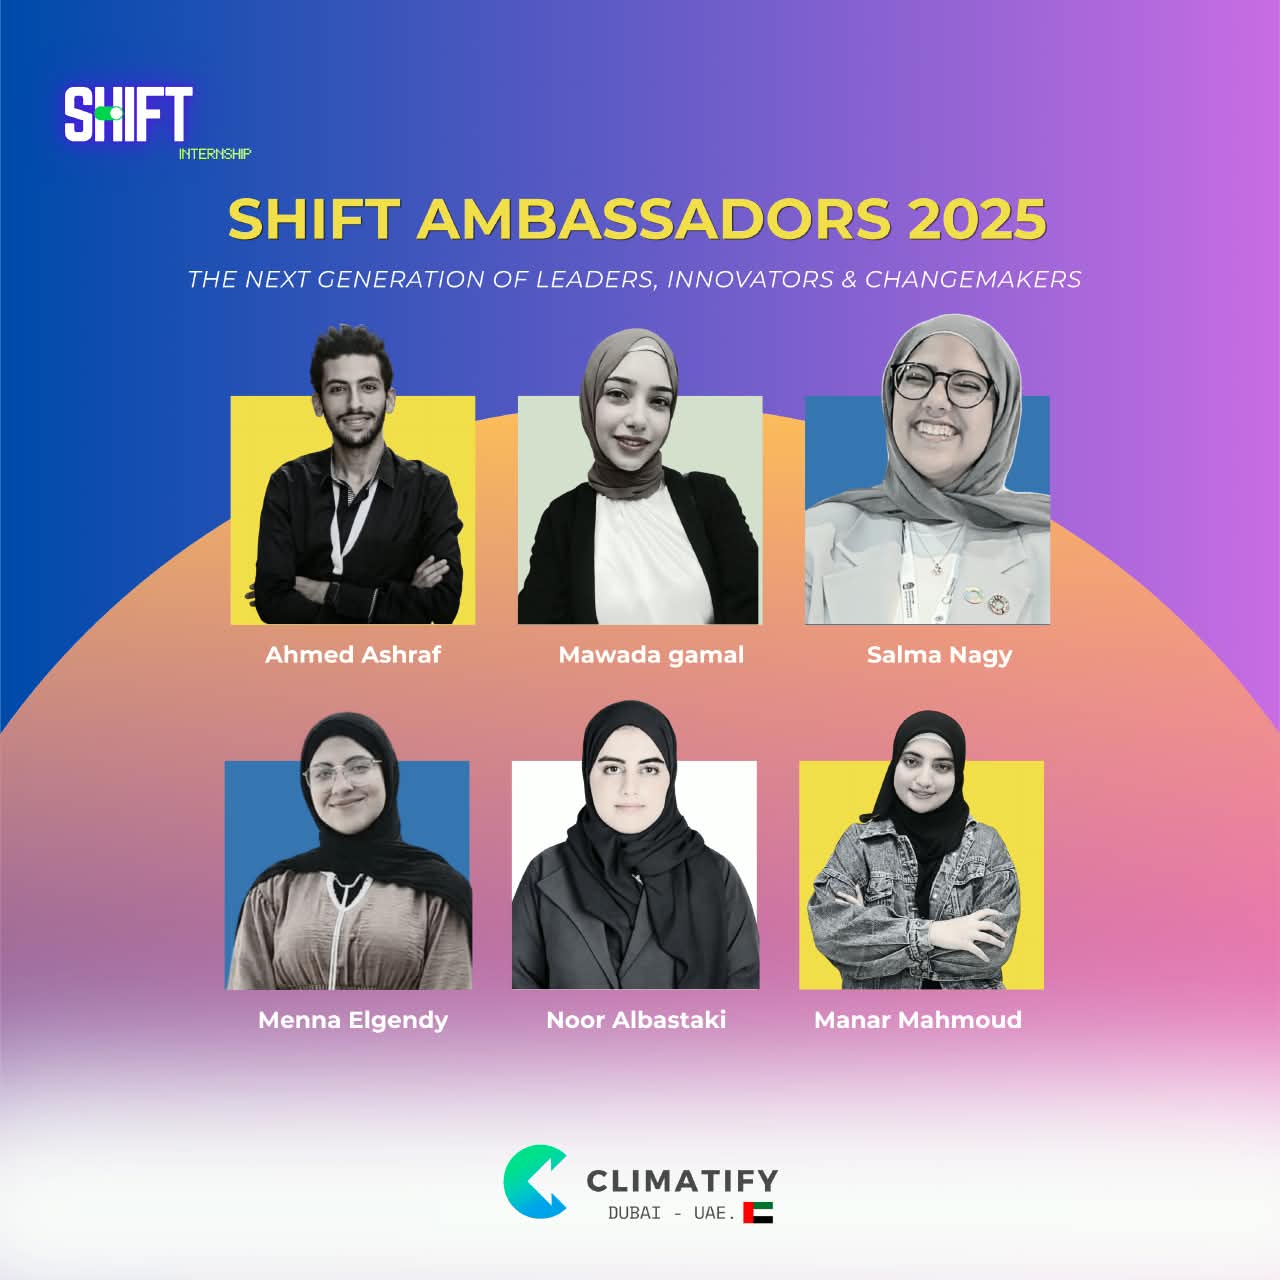 SHIFT
INTERNSHIP
SHIFT AMBASSADORS 2025
THE NEXT GENERATION OF LEADERS, INNOVATORS & CHANGEMAKERS
Ahmed Ashraf
Mawada gamal
Salma Nagy
Menna Elgendy
Noor Albastaki
Manar Mahmoud
CLIMATIFY
DUBAI - UAE.